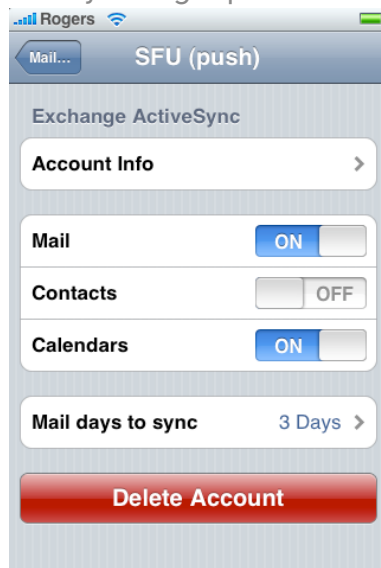 Rogers
Mail... SFU (push)
Exchange ActiveSync
Account Info
Mail ON
Contacts OFF
Calendars ON
Mail days to sync 3 Days
Delete Account